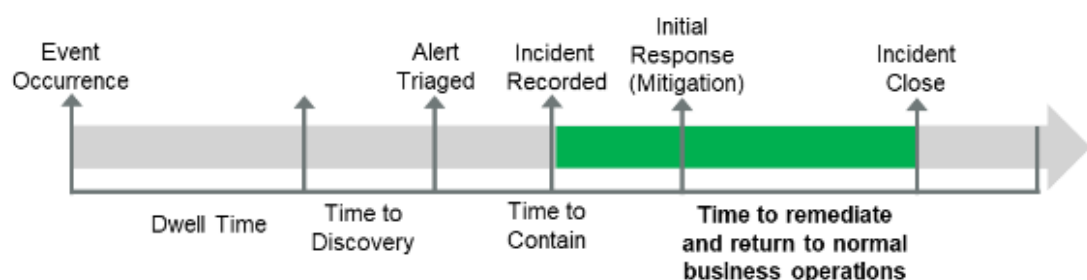 Event
Occurrence
Alert
Triaged
Incident
Recorded
Initial
Response
(Mitigation)
Incident
Close
Dwell Time
Time to
Discovery
Time to
Contain
Time to remediate
and return to normal
business operations